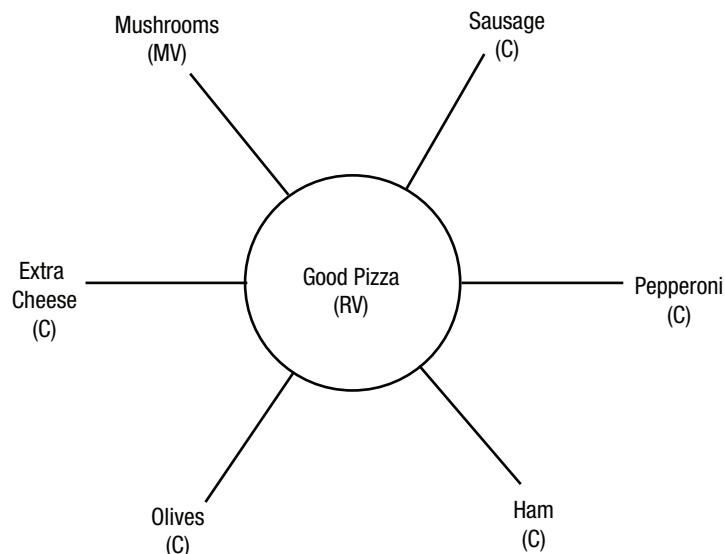 Mushrooms
(MV)
Sausage
(C)
Extra
Cheese
(C)
Good Pizza
(RV)
Pepperoni
(C)
Olives
(C)
Ham
(C)